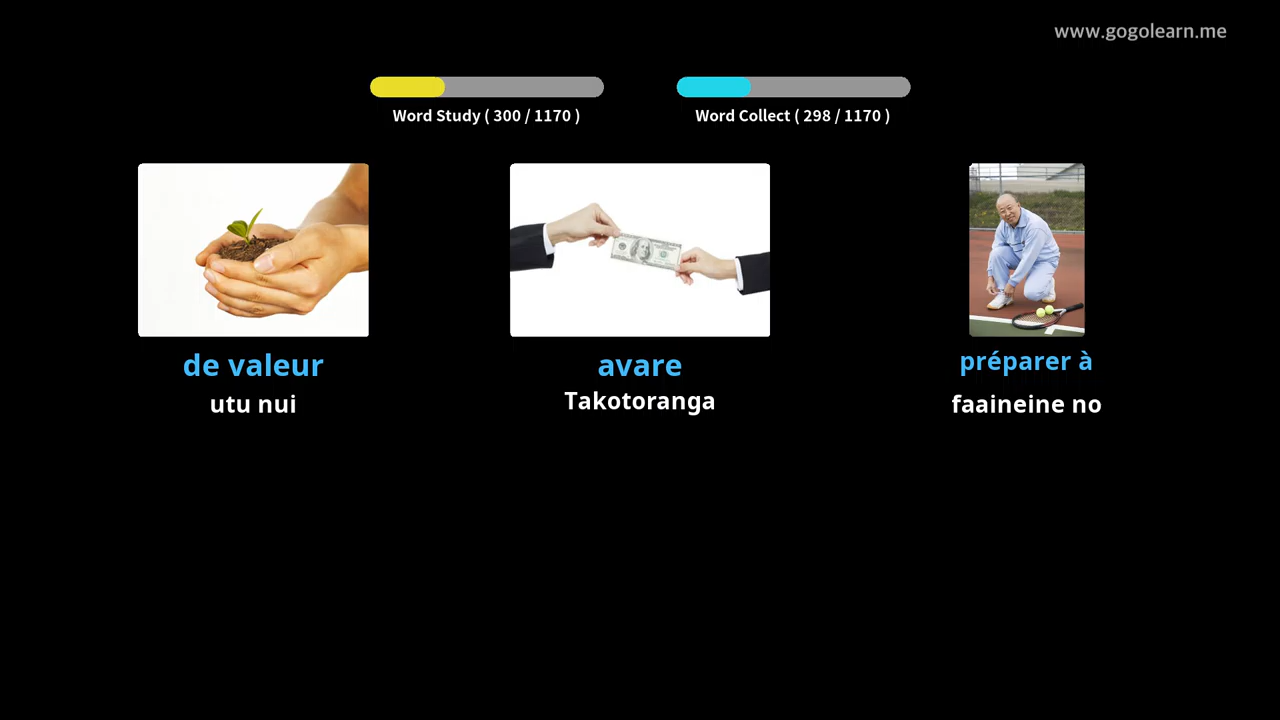 www.gogolearn.me
Word Study ( 300 / 1170 )
Word Collect ( 298 / 1170 )
de valeur
avare
préparer à
utu nui
Takotoranga
faaineine no